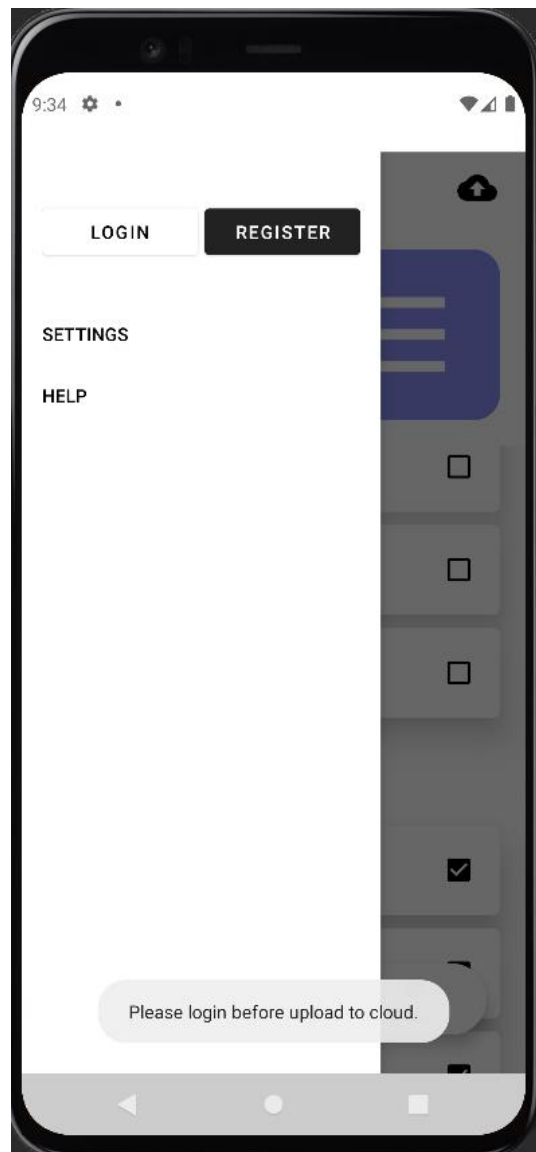 9:34
LOGIN REGISTER
SETTINGS
HELP
Please login before upload to cloud.